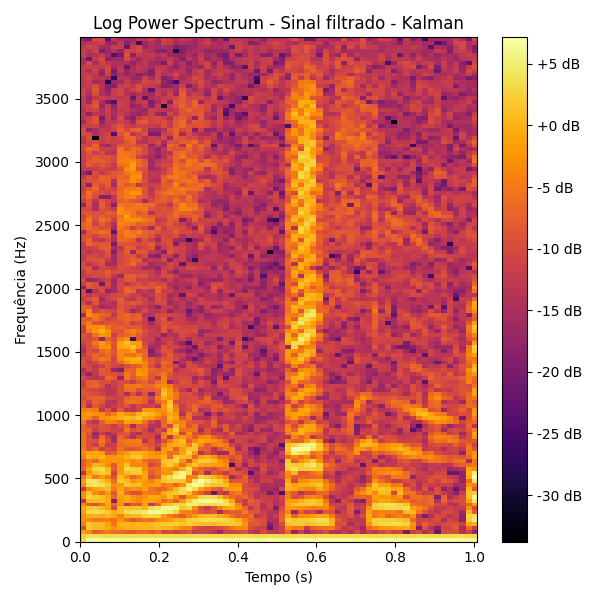 Log Power Spectrum - Sinal filtrado - Kalman
Frequência (Hz)
3500
3000
2500
2000
1500
1000
500
0
0.0 0.2 0.4 0.6 0.8 1.0
Tempo (s)
+5 dB
+0 dB
-5 dB
-10 dB
-15 dB
-20 dB
-25 dB
-30 dB